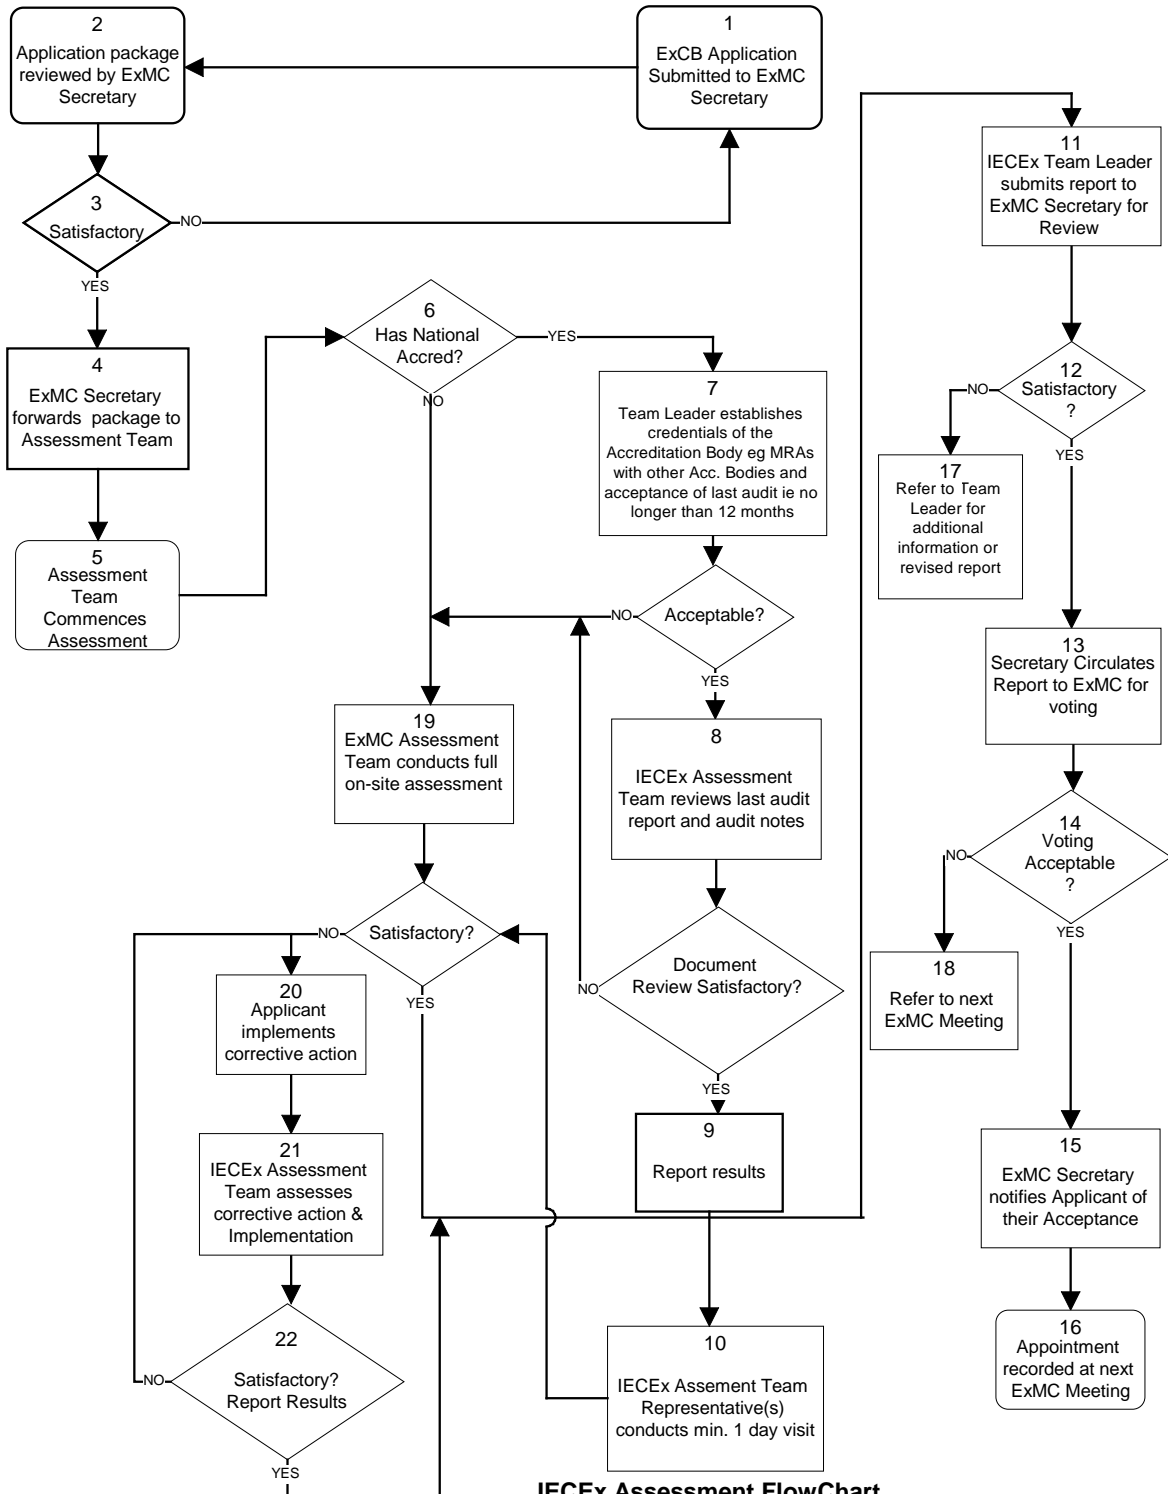 2
Application package
reviewed by ExMC
Secretary
1
ExCB Application
Submitted to ExMC
Secretary
3
Satisfactory
NO
YES
4
ExMC Secretary
forwards package to
Assessment Team
5
Assessment
Team
Commences
Assessment
6
Has National
Accred?
YES
NO
7
Team Leader establishes
credentials of the
Accreditation Body eg MRAs
with other Acc. Bodies and
acceptance of last audit ie no
longer than 12 months
Acceptable?
NO
YES
8
IECEx Assessment
Team reviews last audit
report and audit notes
Document
Review Satisfactory?
NO
YES
9
Report results
10
IECEx Assement Team
Representative(s)
conducts min. 1 day visit
19
ExMC Assessment
Team conducts full
on-site assessment
Satisfactory?
NO
YES
20
Applicant
implements
corrective action
21
IECEx Assessment
Team assesses
corrective action &
Implementation
22
Satisfactory?
Report Results
NO
YES
11
IECEx Team Leader
submits report to
ExMC Secretary for
Review
12
Satisfactory
?
NO
YES
17
Refer to Team
Leader for
additional
information or
revised report
13
Secretary Circulates
Report to ExMC for
voting
14
Voting
Acceptable
?
NO
YES
18
Refer to next
ExMC Meeting
15
ExMC Secretary
notifies Applicant of
their Acceptance
16
Appointment
recorded at next
ExMC Meeting
IECEx Assessment FlowChart